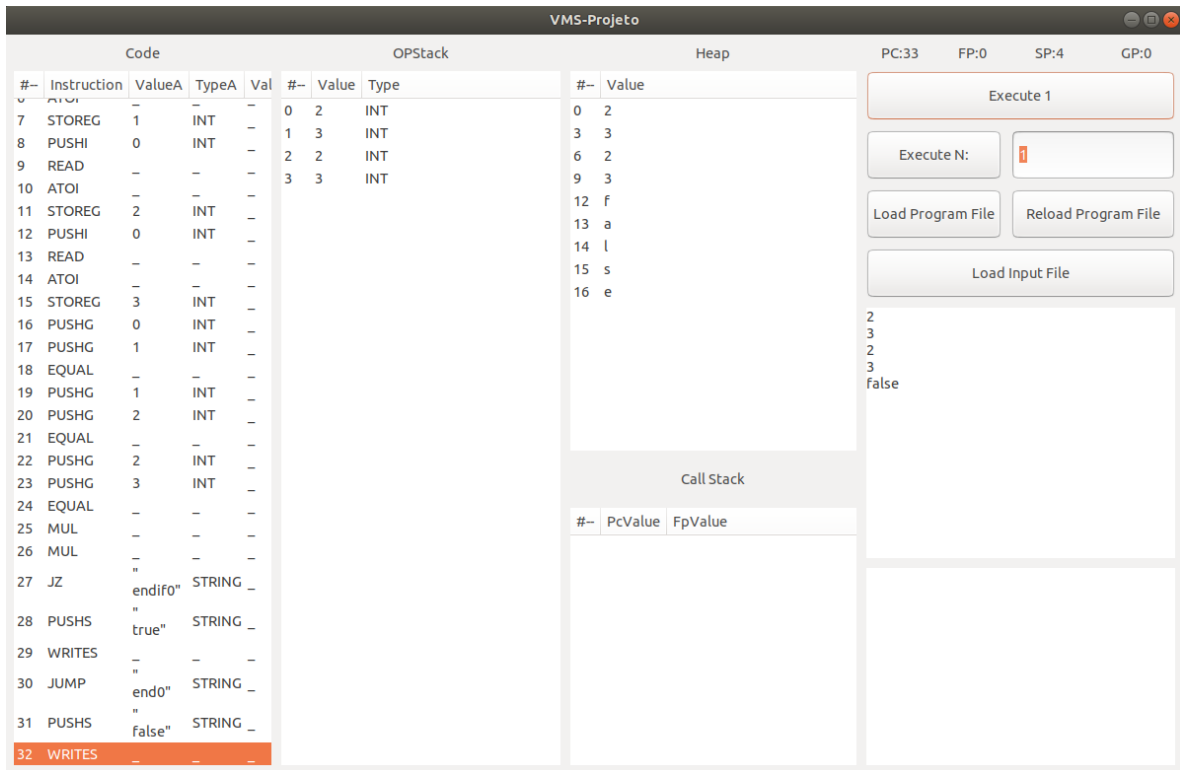 VMS-Projeto
Code OPStack Heap PC:33 FP:0 SP:4 GP:0
#-- Instruction ValueA TypeA Val
6 ATOI _ _ _
7 STOREG 1 INT _
8 PUSHI 0 INT _
9 READ _ _ _
10 ATOI _ _ _
11 STOREG 2 INT _
12 PUSHI 0 INT _
13 READ _ _ _
14 ATOI _ _ _
15 STOREG 3 INT _
16 PUSHG 0 INT _
17 PUSHG 1 INT _
18 EQUAL _ _ _
19 PUSHG 1 INT _
20 PUSHG 2 INT _
21 EQUAL _ _ _
22 PUSHG 2 INT _
23 PUSHG 3 INT _
24 EQUAL _ _ _
25 MUL _ _ _
26 MUL _ _ _
27 JZ "
endif0" STRING _
28 PUSHS "
true" STRING _
29 WRITES _ _ _
30 JUMP "
end0" STRING _
31 PUSHS "
false" STRING _
32 WRITES _ _ _
#-- Value Type
0 2 INT
1 3 INT
2 2 INT
3 3 INT
#-- Value
0 2
3 3
6 2
9 3
12 f
13 a
14 l
15 s
16 e
Call Stack
#-- PcValue FpValue
Execute 1
Execute N: 1
Load Program File Reload Program File
Load Input File
2
3
2
3
false